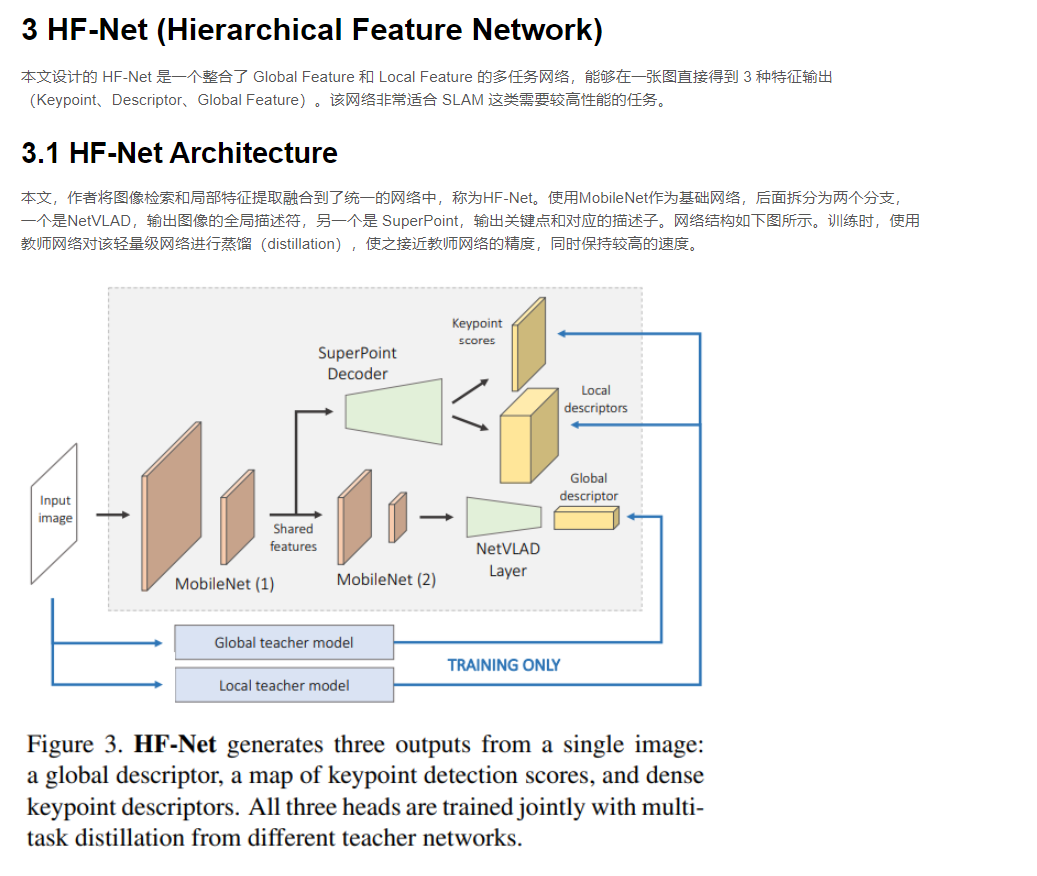 3 HF-Net (Hierarchical Feature Network)
本文设计的 HF-Net 是一个整合了 Global Feature 和 Local Feature 的多任务网络，能够在一张图直接得到 3 种特征输出
（Keypoint、Descriptor、Global Feature）。该网络非常适合 SLAM 这类需要较高性能的任务。
3.1 HF-Net Architecture
本文，作者将图像检索和局部特征提取融合到了统一的网络中，称为HF-Net。使用MobileNet作为基础网络，后面拆分为两个分支，
一个是NetVLAD，输出图像的全局描述符，另一个是 SuperPoint，输出关键点和对应的描述子。网络结构如下图所示。训练时，使用
教师网络对该轻量级网络进行蒸馏（distillation），使之接近教师网络的精度，同时保持较高的速度。
Keypoint
scores
SuperPoint
Decoder
Local
descriptors
Global
descriptor
Input
image
Shared
features
NetVLAD
Layer
MobileNet (1)
MobileNet (2)
Global teacher model
TRAINING ONLY
Local teacher model
Figure 3. HF-Net generates three outputs from a single image:
a global descriptor, a map of keypoint detection scores, and dense
keypoint descriptors. All three heads are trained jointly with multi-
task distillation from different teacher networks.